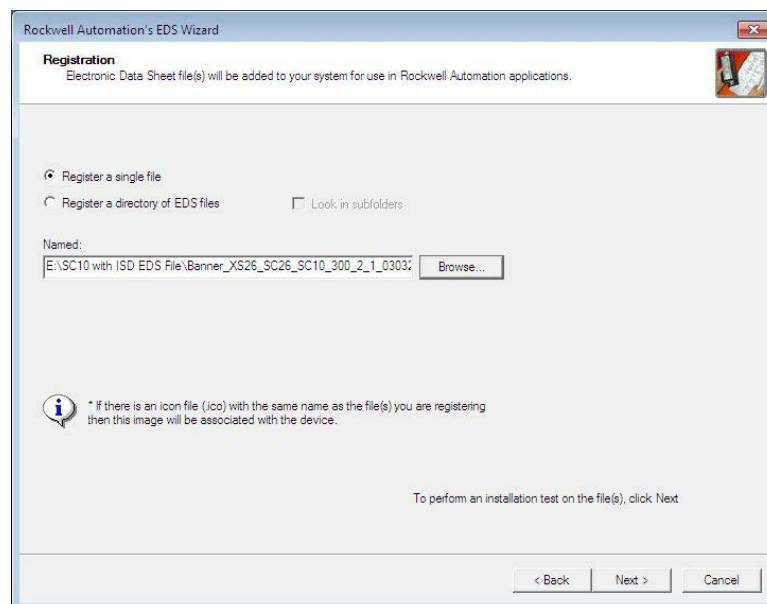 Rockwell Automation's EDS Wizard
Registration
Electronic Data Sheet file(s) will be added to your system for use in Rockwell Automation applications.
Register a single file
Register a directory of EDS files
Look in subfolders
Named:
E:\SC10 with ISD EDS File\Banner_XS26_SC26_SC10_300_2_1_0303
Browse...
* If there is an icon file (.ico) with the same name as the file(s) you are registering
then this image will be associated with the device.
To perform an installation test on the file(s), click Next
< Back
Next >
Cancel